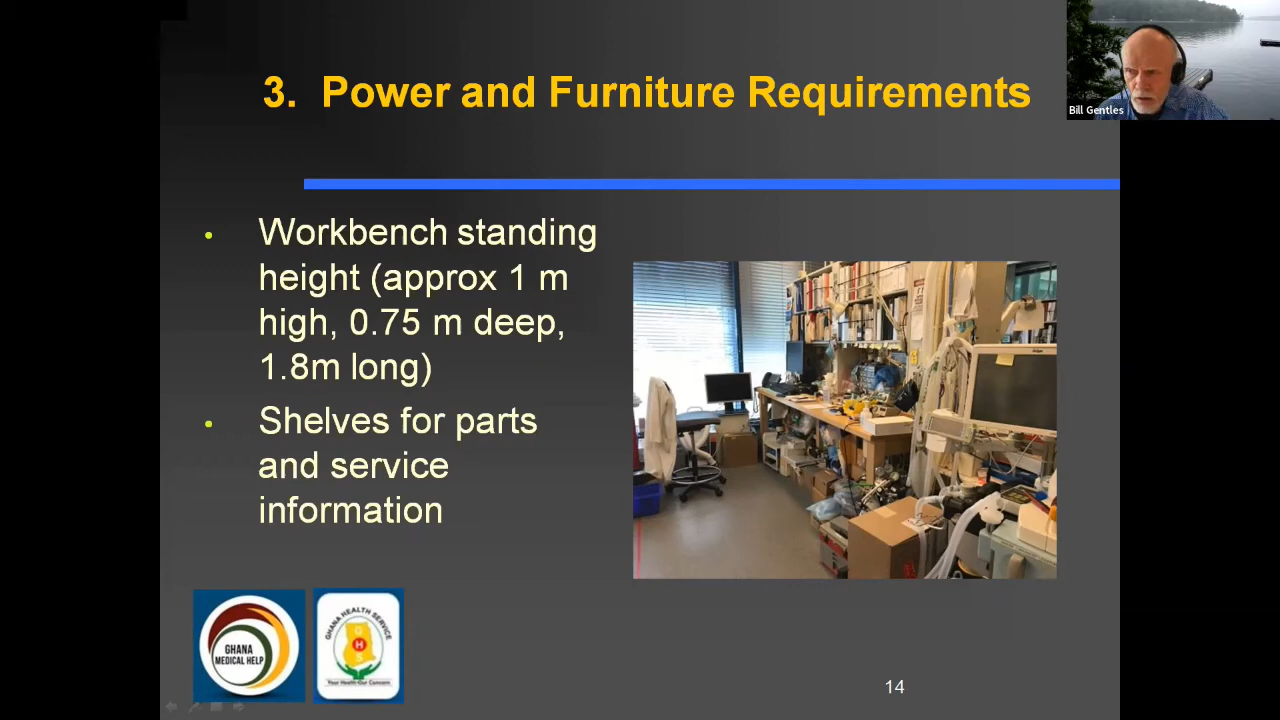 3. Power and Furniture Requirements
Bill Gentles
• Workbench standing
height (approx 1 m
high, 0.75 m deep,
1.8m long)
• Shelves for parts
and service
information
GHANA
MEDICAL HELP
GHANA HEALTH SERVICE
G
H
S
Your Health-Our Concern
14